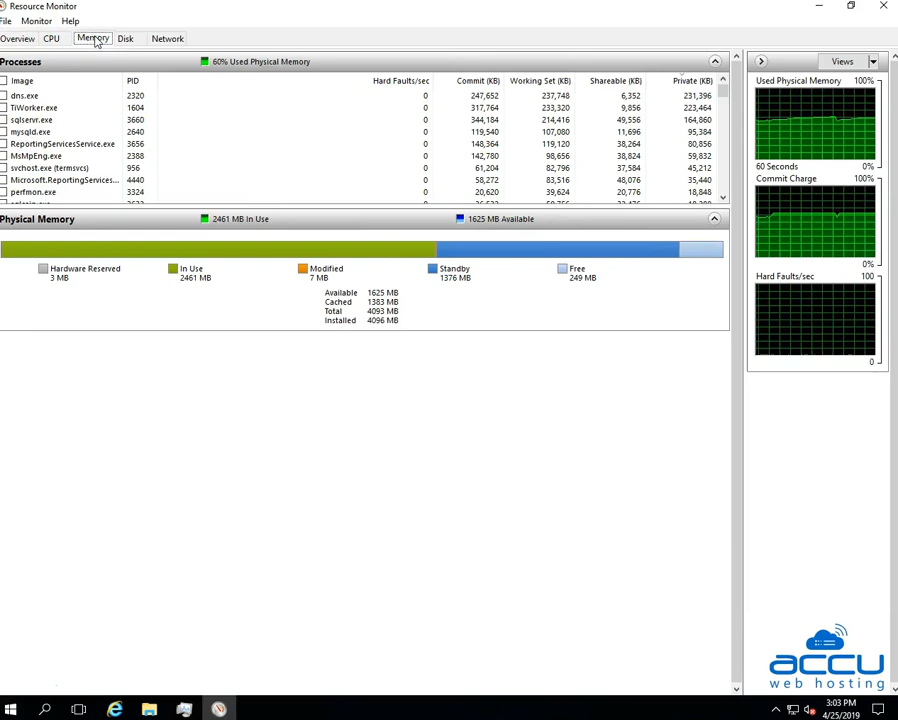 Resource Monitor
File Monitor Help
Overview CPU Memory Disk Network
Processes 60% Used Physical Memory
Image PID Hard Faults/sec Commit (KB) Working Set (KB) Shareable (KB) Private (KB)
dns.exe 2320 0 247,652 237,748 6,352 231,396
TiWorker.exe 1604 0 317,764 233,320 9,856 223,464
sqlservr.exe 3660 0 344,184 214,416 49,556 164,860
mysqld.exe 2640 0 119,540 107,080 11,696 95,384
ReportingServicesService.exe 3656 0 148,364 119,120 38,264 80,856
MsMpEng.exe 2388 0 142,780 98,656 38,824 59,832
svchost.exe (termsvcs) 956 0 61,204 82,796 37,584 45,212
Microsoft.ReportingServices... 4440 0 58,272 83,516 48,076 35,440
perfmon.exe 3324 0 20,620 39,624 20,776 18,848
Physical Memory 2461 MB In Use 1625 MB Available
Hardware Reserved
3 MB
In Use
2461 MB
Modified
7 MB
Standby
1376 MB
Free
249 MB
Available 1625 MB
Cached 1383 MB
Total 4093 MB
Installed 4096 MB
Views
Used Physical Memory 100%
60 Seconds 0%
Commit Charge 100%
0%
Hard Faults/sec 100
0
accu
web hosting
3:03 PM
4/25/2019